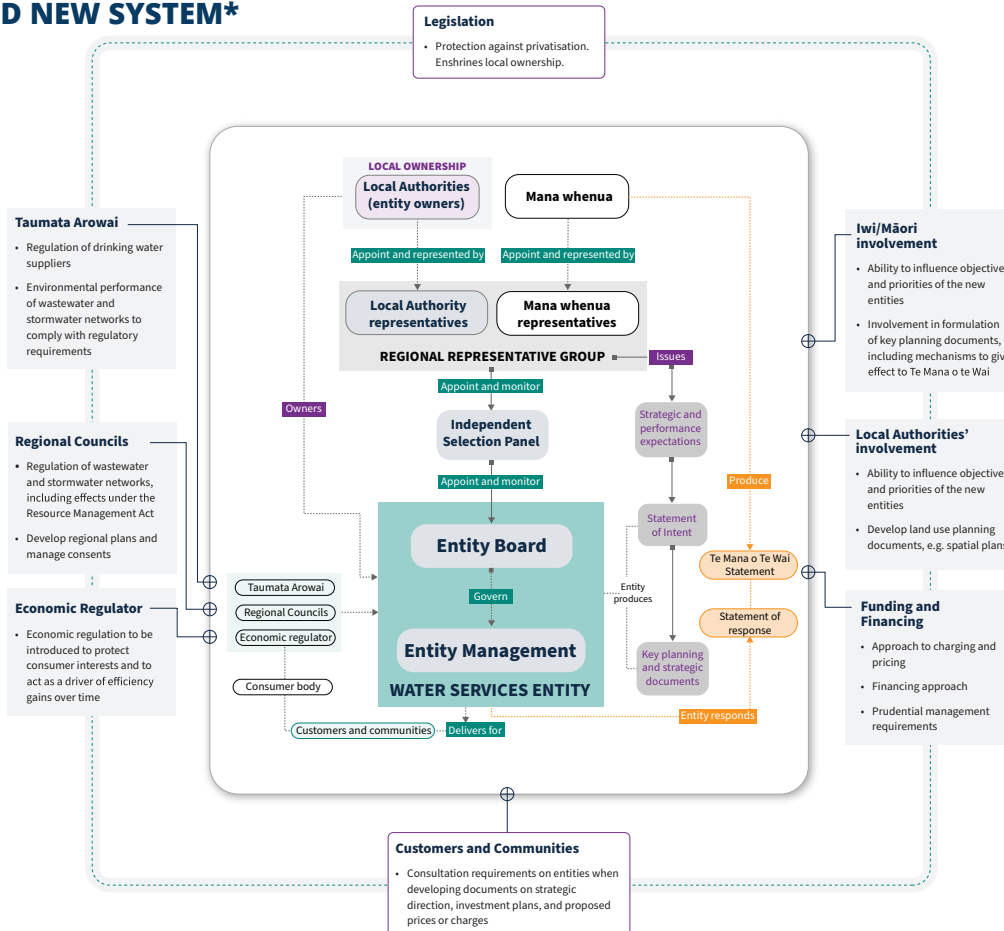 D NEW SYSTEM*
Legislation
• Protection against privatisation.
Enshrines local ownership.
Taumata Arowai
• Regulation of drinking water
suppliers
• Environmental performance
of wastewater and
stormwater networks to
comply with regulatory
requirements
Regional Councils
• Regulation of wastewater
and stormwater networks,
including effects under the
Resource Management Act
• Develop regional plans and
manage consents
Economic Regulator
• Economic regulation to be
introduced to protect
consumer interests and to
act as a driver of efficiency
gains over time
LOCAL OWNERSHIP
Local Authorities
(entity owners)
Mana whenua
Appoint and represented by
Appoint and represented by
Local Authority
representatives
Mana whenua
representatives
REGIONAL REPRESENTATIVE GROUP
Issues
Appoint and monitor
Owners
Independent
Selection Panel
Strategic and
performance
expectations
Appoint and monitor
Produce
Entity Board
Statement
of Intent
Te Mana o Te Wai
Statement
Taumata Arowai
Regional Councils
Economic regulator
Govern
Entity
produces
Statement of
response
Entity Management
Key planning
and strategic
documents
WATER SERVICES ENTITY
Consumer body
Entity responds
Customers and communities
Delivers for
Iwi/Māori
involvement
• Ability to influence objective
and priorities of the new
entities
• Involvement in formulation
of key planning documents,
including mechanisms to giv
effect to Te Mana o te Wai
Local Authorities’
involvement
• Ability to influence objective
and priorities of the new
entities
• Develop land use planning
documents, e.g. spatial plans
Funding and
Financing
• Approach to charging and
pricing
• Financing approach
• Prudential management
requirements
Customers and Communities
• Consultation requirements on entities when
developing documents on strategic
direction, investment plans, and proposed
prices or charges